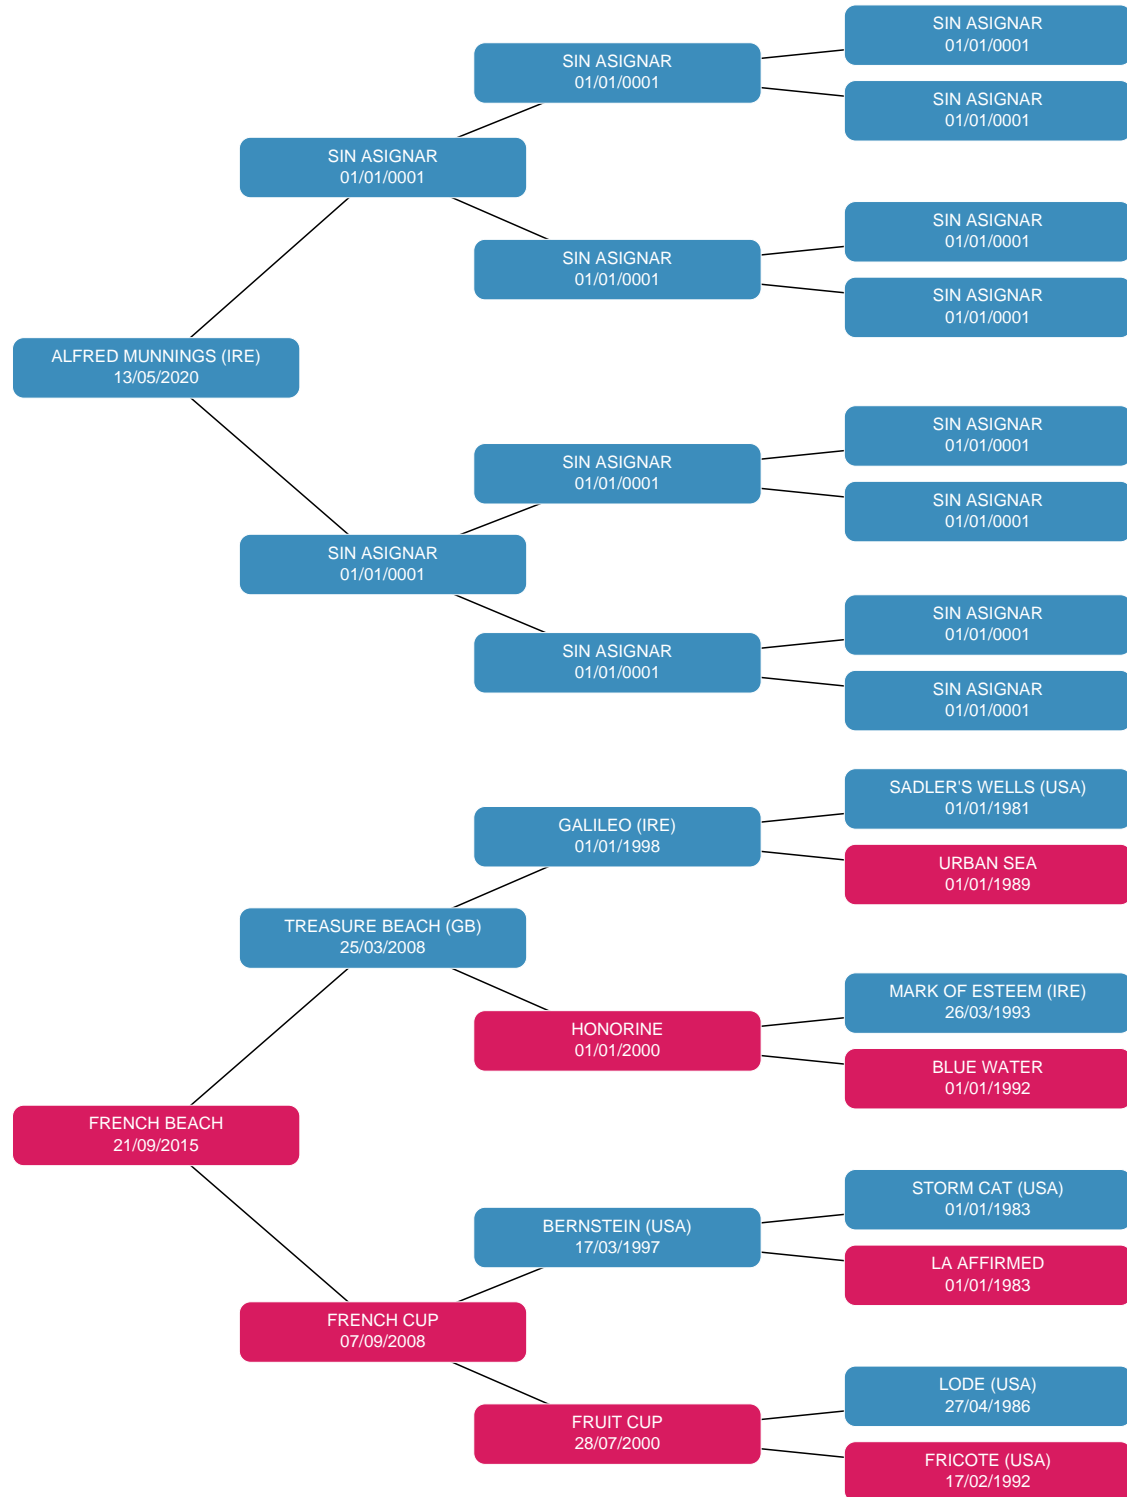 SIN ASIGNAR
01/01/0001
SIN ASIGNAR
01/01/0001
SIN ASIGNAR
01/01/0001
SIN ASIGNAR
01/01/0001
SIN ASIGNAR
01/01/0001
SIN ASIGNAR
01/01/0001
SIN ASIGNAR
01/01/0001
ALFRED MUNNINGS (IRE)
13/05/2020
SIN ASIGNAR
01/01/0001
SIN ASIGNAR
01/01/0001
SIN ASIGNAR
01/01/0001
SIN ASIGNAR
01/01/0001
SIN ASIGNAR
01/01/0001
SIN ASIGNAR
01/01/0001
SIN ASIGNAR
01/01/0001
SADLER'S WELLS (USA)
01/01/1981
GALILEO (IRE)
01/01/1998
URBAN SEA
01/01/1989
TREASURE BEACH (GB)
25/03/2008
MARK OF ESTEEM (IRE)
26/03/1993
HONORINE
01/01/2000
BLUE WATER
01/01/1992
FRENCH BEACH
21/09/2015
STORM CAT (USA)
01/01/1983
BERNSTEIN (USA)
17/03/1997
LA AFFIRMED
01/01/1983
FRENCH CUP
07/09/2008
LODE (USA)
27/04/1986
FRUIT CUP
28/07/2000
FRICOTE (USA)
17/02/1992